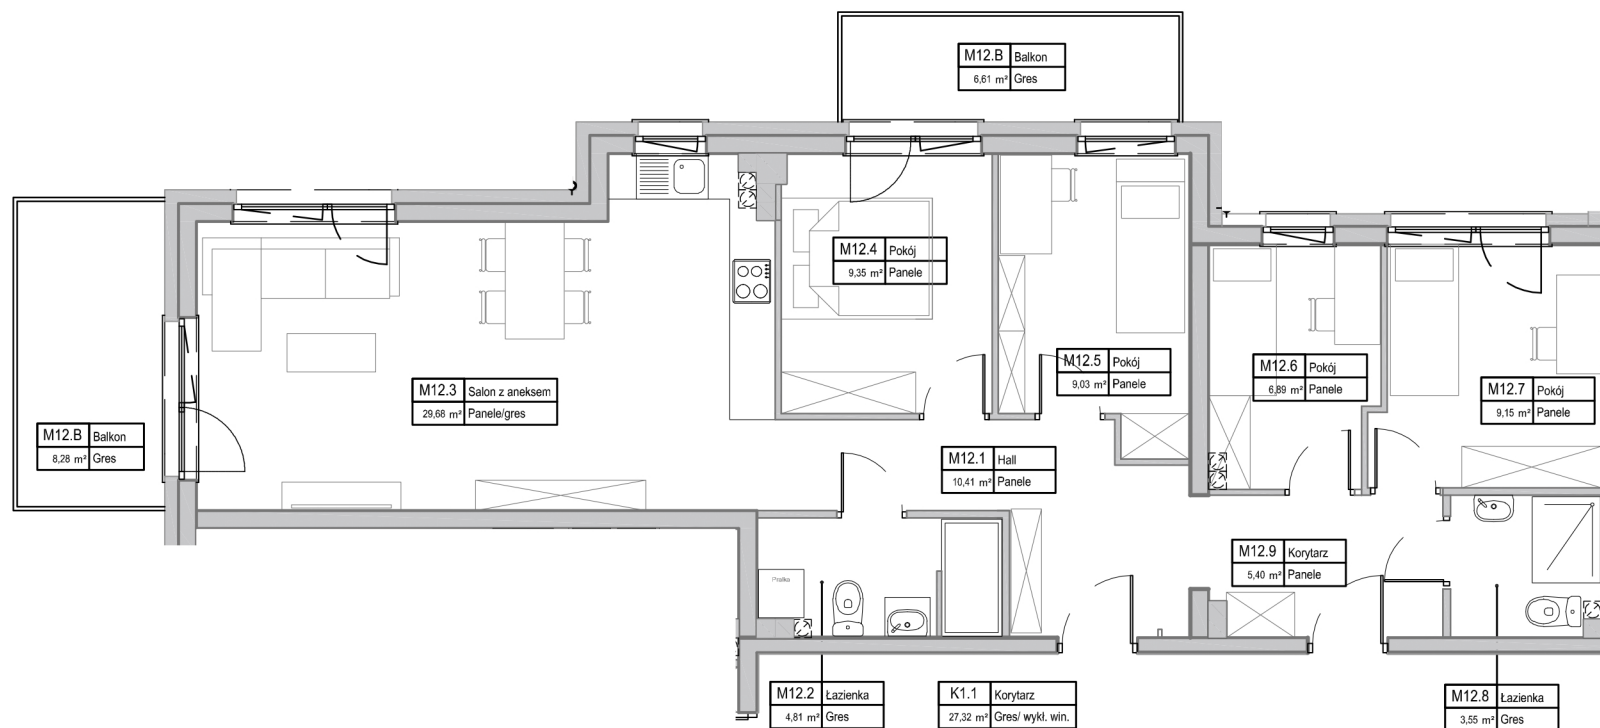 M12.B Balkon
6,61 m² Gres
M12.4 Pokój
9,35 m² Panele
M12.5 Pokój
9,03 m² Panele
M12.6 Pokój
6,89 m² Panele
M12.7 Pokój
9,15 m² Panele
M12.3 Salon z aneksem
29,68 m² Panele/gres
M12.B Balkon
8,28 m² Gres
M12.1 Hall
10,41 m² Panele
M12.9 Korytarz
5,40 m² Panele
Pralka
M12.2 Łazienka
4,81 m² Gres
K1.1 Korytarz
27,32 m² Gres/ wykł. win.
M12.8 Łazienka
3,55 m² Gres